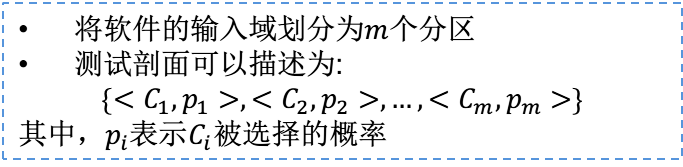 • 将软件的输入域划分为m个分区
• 测试剖面可以描述为:
{< C₁, p₁ >, < C₂, p₂ >, …, < Cₘ, pₘ >}
其中，pᵢ表示Cᵢ被选择的概率